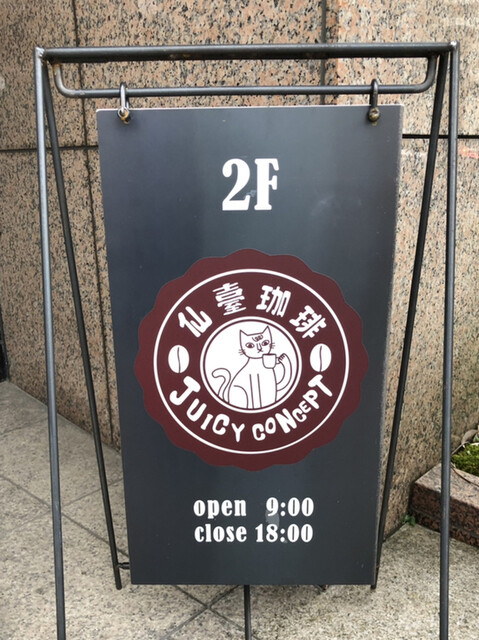 2F
仙臺珈琲
JUICY CONCEPT
open 9:00
close 18:00